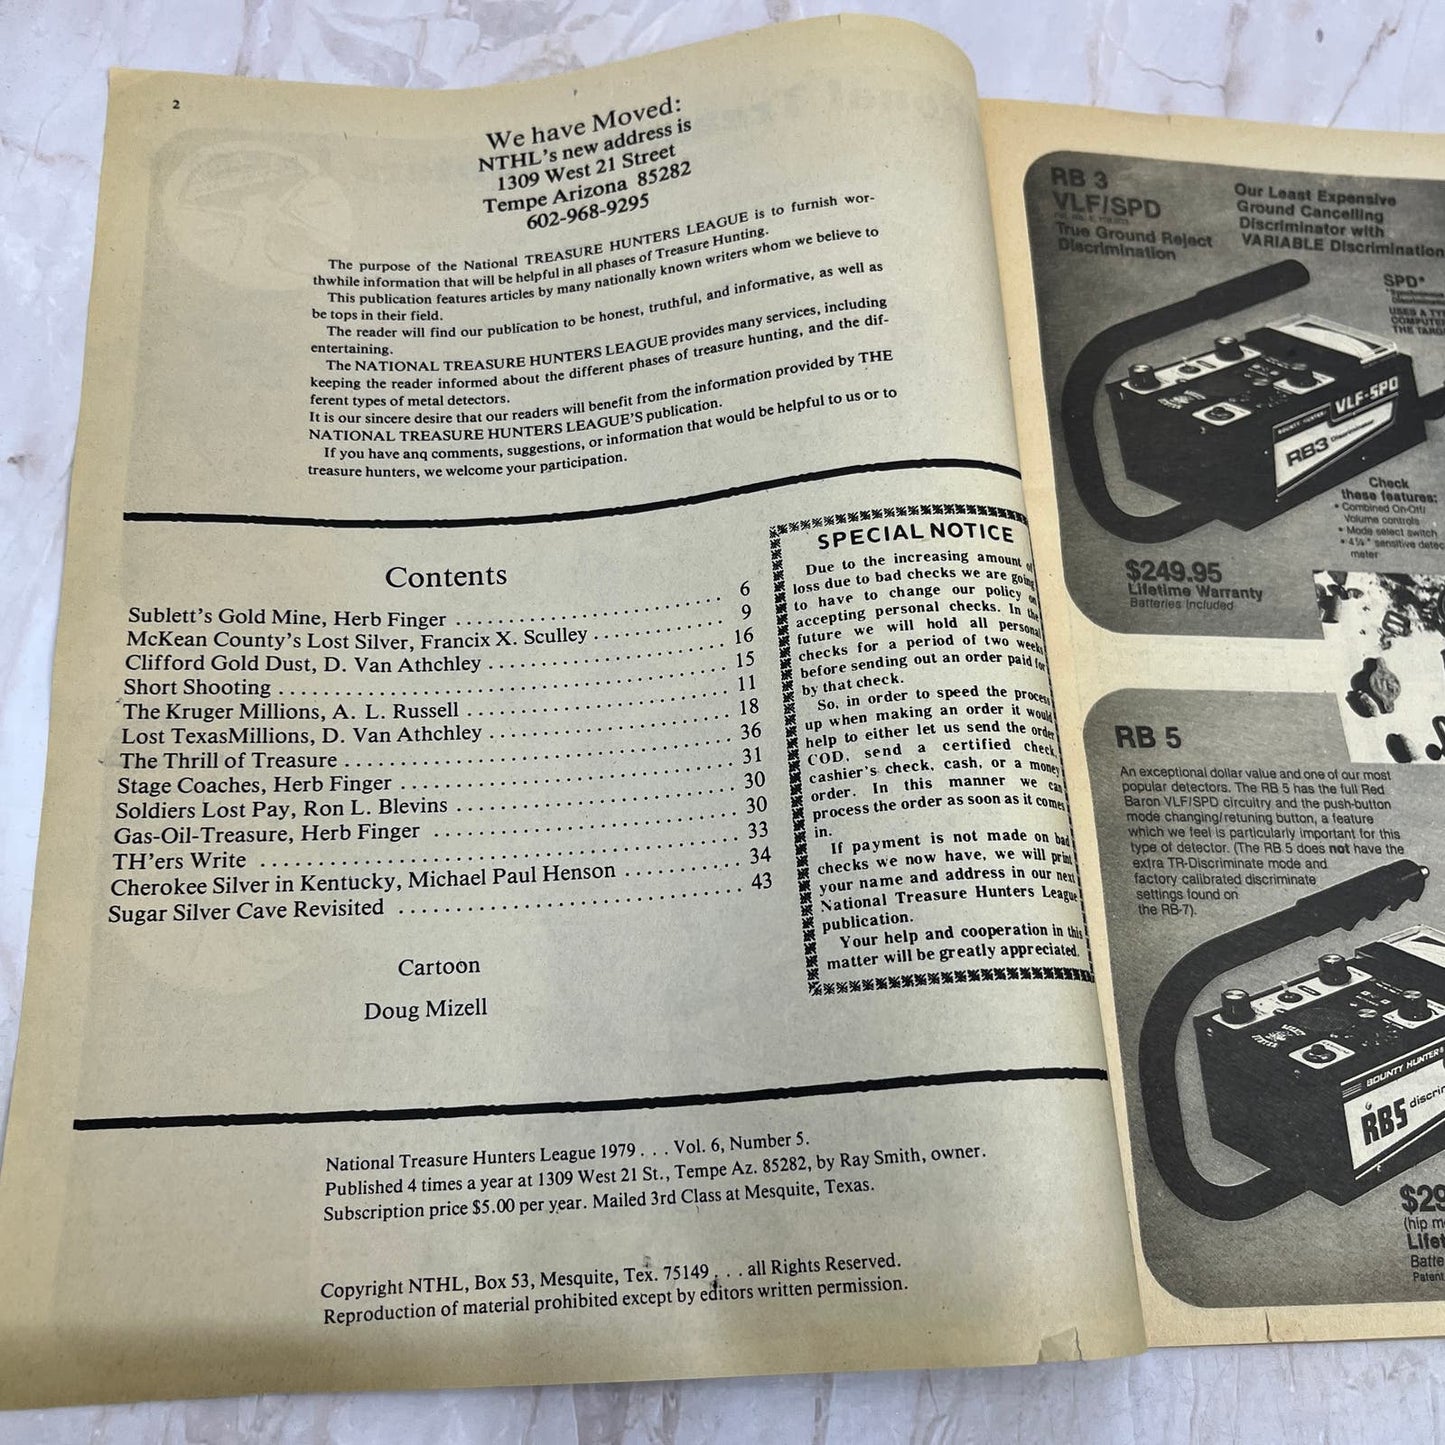 2
We have Moved:
NTHL's new address is
1309 West 21 Street
Tempe Arizona 85282
602-968-9295
The purpose of the National TREASURE HUNTERS LEAGUE is to furnish wor-
thwhile information that will be helpful in all phases of Treasure Hunting.
This publication features articles by many nationally known writers whom we believe to
be tops in their field.
The reader will find our publication to be honest, truthful, and informative, as well as
entertaining.
The NATIONAL TREASURE HUNTERS LEAGUE provides many services, including
keeping the reader informed about the different phases of treasure hunting, and the dif-
ferent types of metal detectors.
It is our sincere desire that our readers will benefit from the information provided by THE
NATIONAL TREASURE HUNTERS LEAGUE'S publication.
If you have anq comments, suggestions, or information that would be helpful to us or to
treasure hunters, we welcome your participation.
Contents
Sublett's Gold Mine, Herb Finger . . . . . . . . . . . . . . . . . . . . . . . 6
McKean County's Lost Silver, Francix X. Sculley . . . . . . . . . . . . 9
Clifford Gold Dust, D. Van Athchley . . . . . . . . . . . . . . . . . . . . 16
Short Shooting . . . . . . . . . . . . . . . . . . . . . . . . . . . . . . . . . . . . 15
The Kruger Millions, A. L. Russell . . . . . . . . . . . . . . . . . . . . . . 11
Lost TexasMillions, D. Van Athchley . . . . . . . . . . . . . . . . . . . . 18
The Thrill of Treasure . . . . . . . . . . . . . . . . . . . . . . . . . . . . . . . 36
Stage Coaches, Herb Finger . . . . . . . . . . . . . . . . . . . . . . . . . . . 31
Soldiers Lost Pay, Ron L. Blevins . . . . . . . . . . . . . . . . . . . . . . . 30
Gas-Oil-Treasure, Herb Finger . . . . . . . . . . . . . . . . . . . . . . . . . 30
TH'ers Write . . . . . . . . . . . . . . . . . . . . . . . . . . . . . . . . . . . . . . 33
Cherokee Silver in Kentucky, Michael Paul Henson . . . . . . . . . . 34
Sugar Silver Cave Revisited . . . . . . . . . . . . . . . . . . . . . . . . . . . 43
Cartoon
Doug Mizell
SPECIAL NOTICE
Due to the increasing amount of
loss due to bad checks we are going
to have to change our policy on
accepting personal checks. In the
future we will hold all personal
checks for a period of two weeks
before sending out an order paid for
by that check.
So, in order to speed the process
up when making an order it would
help to either let us send the order
COD, send a certified check,
cashier's check, cash, or a money
order. In this manner we can
process the order as soon as it comes
in.
If payment is not made on bad
checks we now have, we will print
your name and address in our next
National Treasure Hunters League
publication.
Your help and cooperation in this
matter will be greatly appreciated.
National Treasure Hunters League 1979 . . . Vol. 6, Number 5.
Published 4 times a year at 1309 West 21 St., Tempe Az. 85282, by Ray Smith, owner.
Subscription price $5.00 per year. Mailed 3rd Class at Mesquite, Texas.
Copyright NTHL, Box 53, Mesquite, Tex. 75149 . . . all Rights Reserved.
Reproduction of material prohibited except by editors written permission.
RB 3
VLF/SPD
True Ground Reject
Discrimination
Our Least Expensive
Ground Cancelling
Discriminator with
VARIABLE Discrimination
SPD*
USES A
COMPUTE
THE TARG
BOUNTY HUNTER
VLF-SPD
RB3 Discriminator
Check
these features:
• Combined On-Off/
Volume controls
• Mode select switch
• 4½" sensitive detec
meter
$249.95
Lifetime Warranty
Batteries Included
RB 5
An exceptional dollar value and one of our most
popular detectors. The RB 5 has the full Red
Baron VLF/SPD circuitry and the push-button
mode changing/retuning button, a feature
which we feel is particularly important for this
type of detector. (The RB 5 does not have the
extra TR-Discriminate mode and
factory calibrated discriminate
settings found on
the RB-7).
BOUNTY HUNTER
RB5 discrim
$29
(hip m
Lifet
Batte
Patent